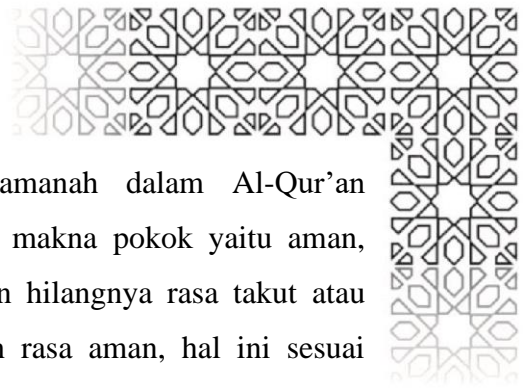 amanah dalam Al-Qur’an
makna pokok yaitu aman,
hilangnya rasa takut atau
rasa aman, hal ini sesuai